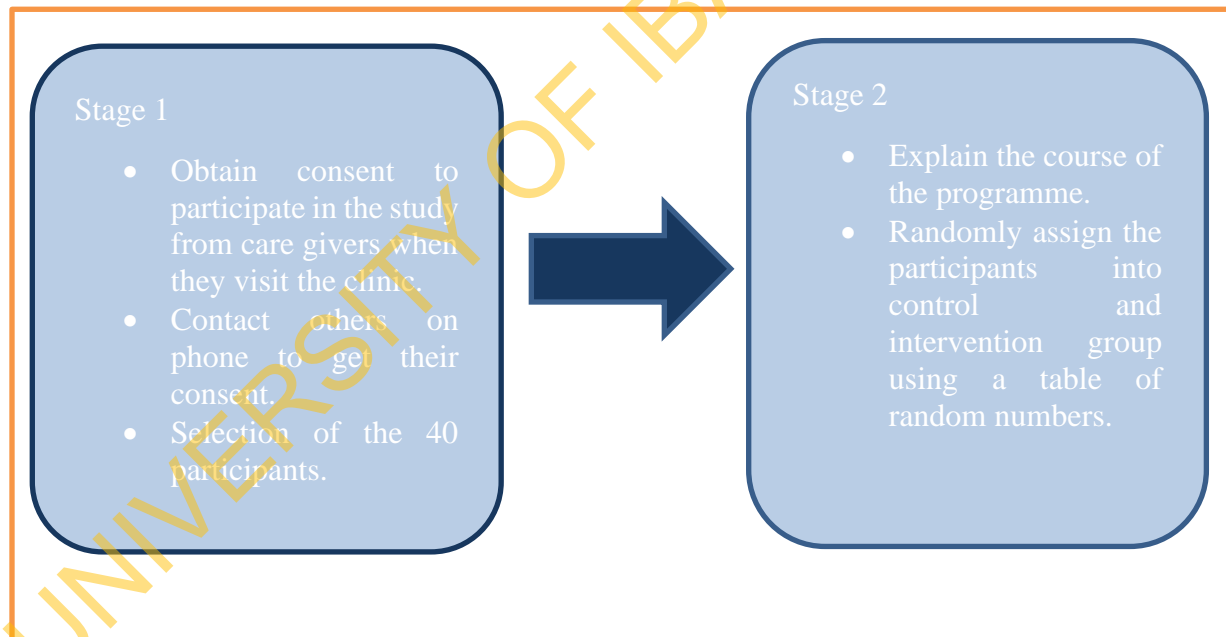 Stage 1
• Obtain consent to
participate in the study
from care givers when
they visit the clinic.
• Contact others on
phone to get their
consent.
• Selection of the 40
participants.
Stage 2
• Explain the course of
the programme.
• Randomly assign the
participants into
control and
intervention group
using a table of
random numbers.
UNIVERSITY OF